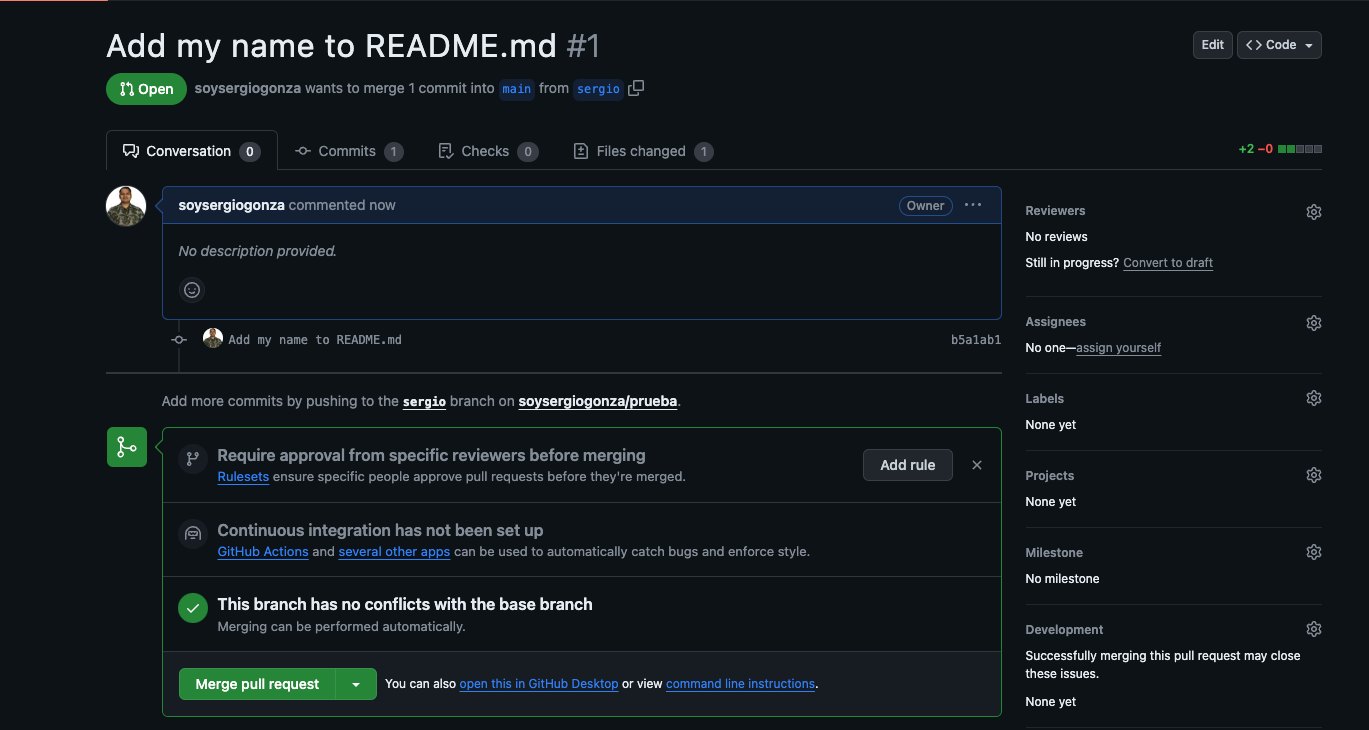 Add my name to README.md #1
Edit
<> Code
Open
soysergiogonza wants to merge 1 commit into main from sergio
Conversation 0
Commits 1
Checks 0
Files changed 1
+2 −0
soysergiogonza commented now
Owner
No description provided.
Add my name to README.md
b5a1ab1
Add more commits by pushing to the sergio branch on soysergiogonza/prueba.
Require approval from specific reviewers before merging
Rulesets ensure specific people approve pull requests before they're merged.
Add rule
Continuous integration has not been set up
GitHub Actions and several other apps can be used to automatically catch bugs and enforce style.
This branch has no conflicts with the base branch
Merging can be performed automatically.
Merge pull request
You can also open this in GitHub Desktop or view command line instructions.
Reviewers
No reviews
Still in progress? Convert to draft
Assignees
No one—assign yourself
Labels
None yet
Projects
None yet
Milestone
No milestone
Development
Successfully merging this pull request may close
these issues.
None yet